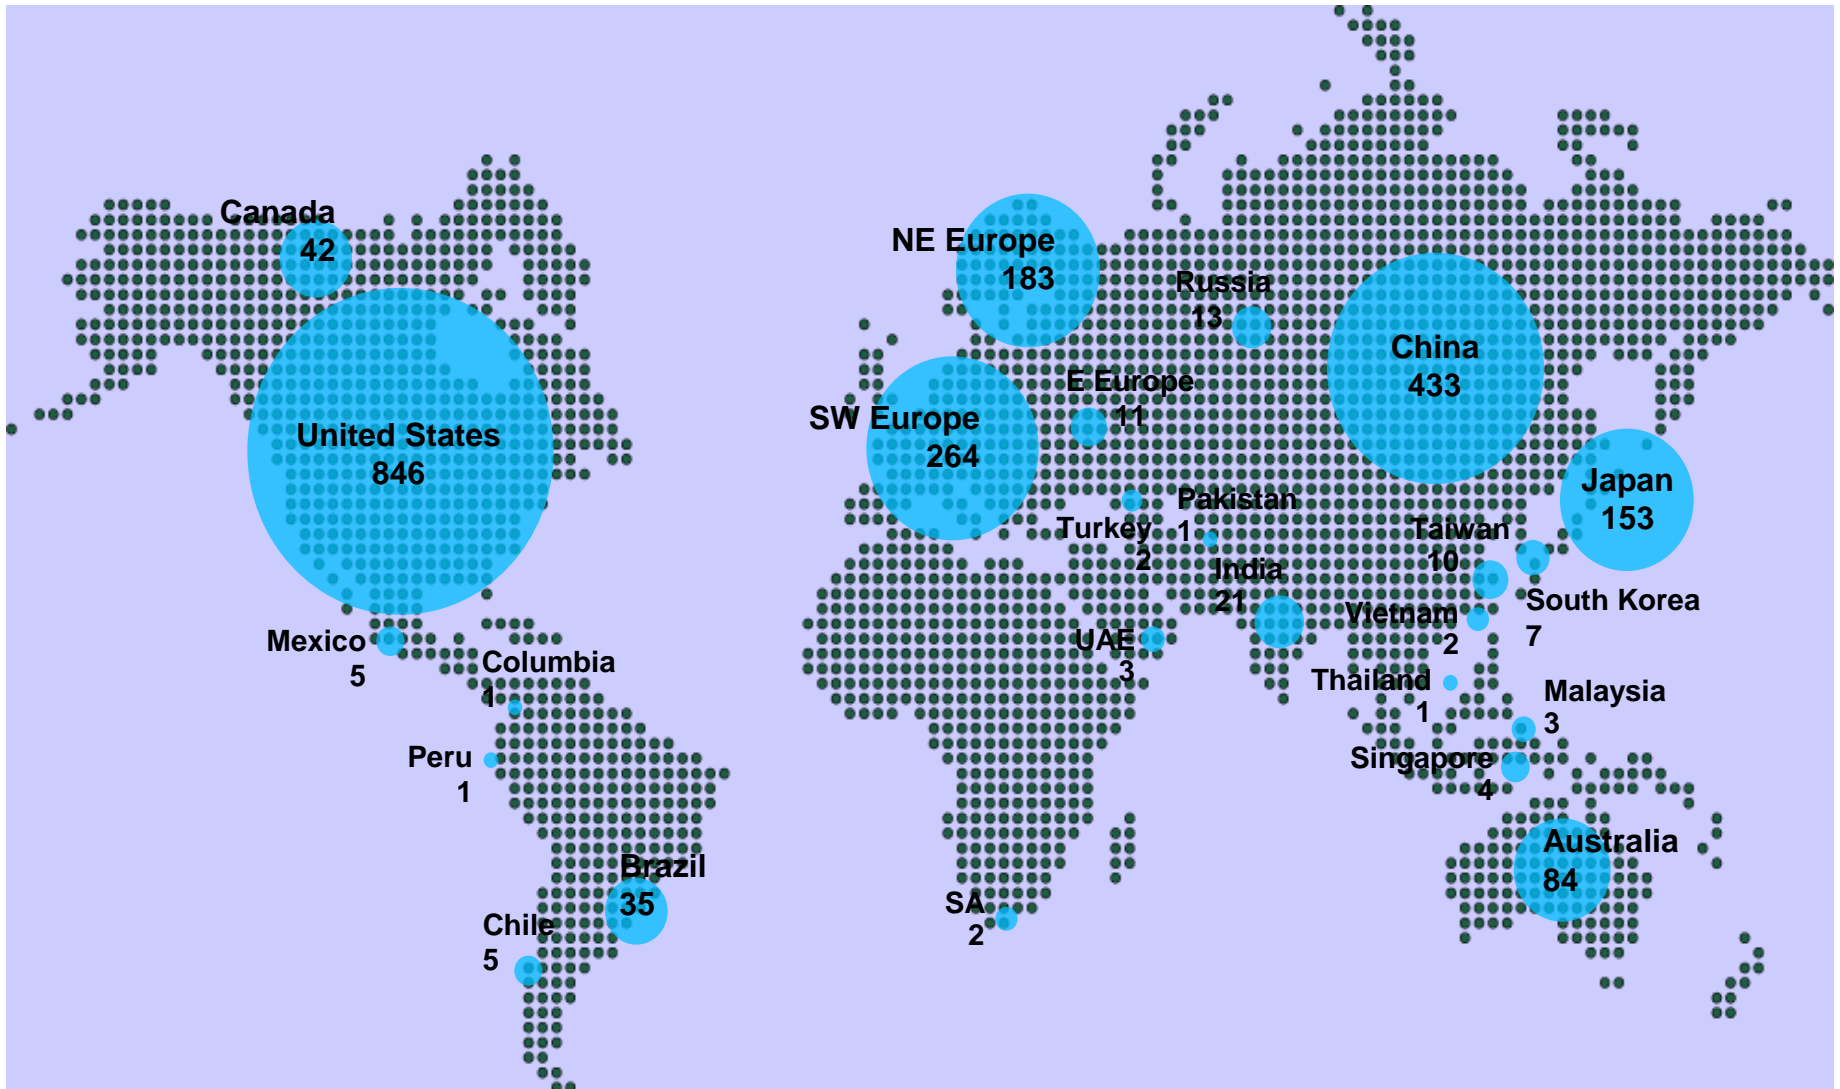 Canada
42
NE Europe
183
Russia
13
China
433
E Europe
11
SW Europe
264
United States
846
Japan
153
Pakistan
1
Turkey
2
Taiwan
10
India
21
South Korea
7
Vietnam
2
UAE
3
Mexico
5
Columbia
1
Thailand
1
Malaysia
3
Peru
1
Singapore
4
Australia
84
Brazil
35
SA
2
Chile
5